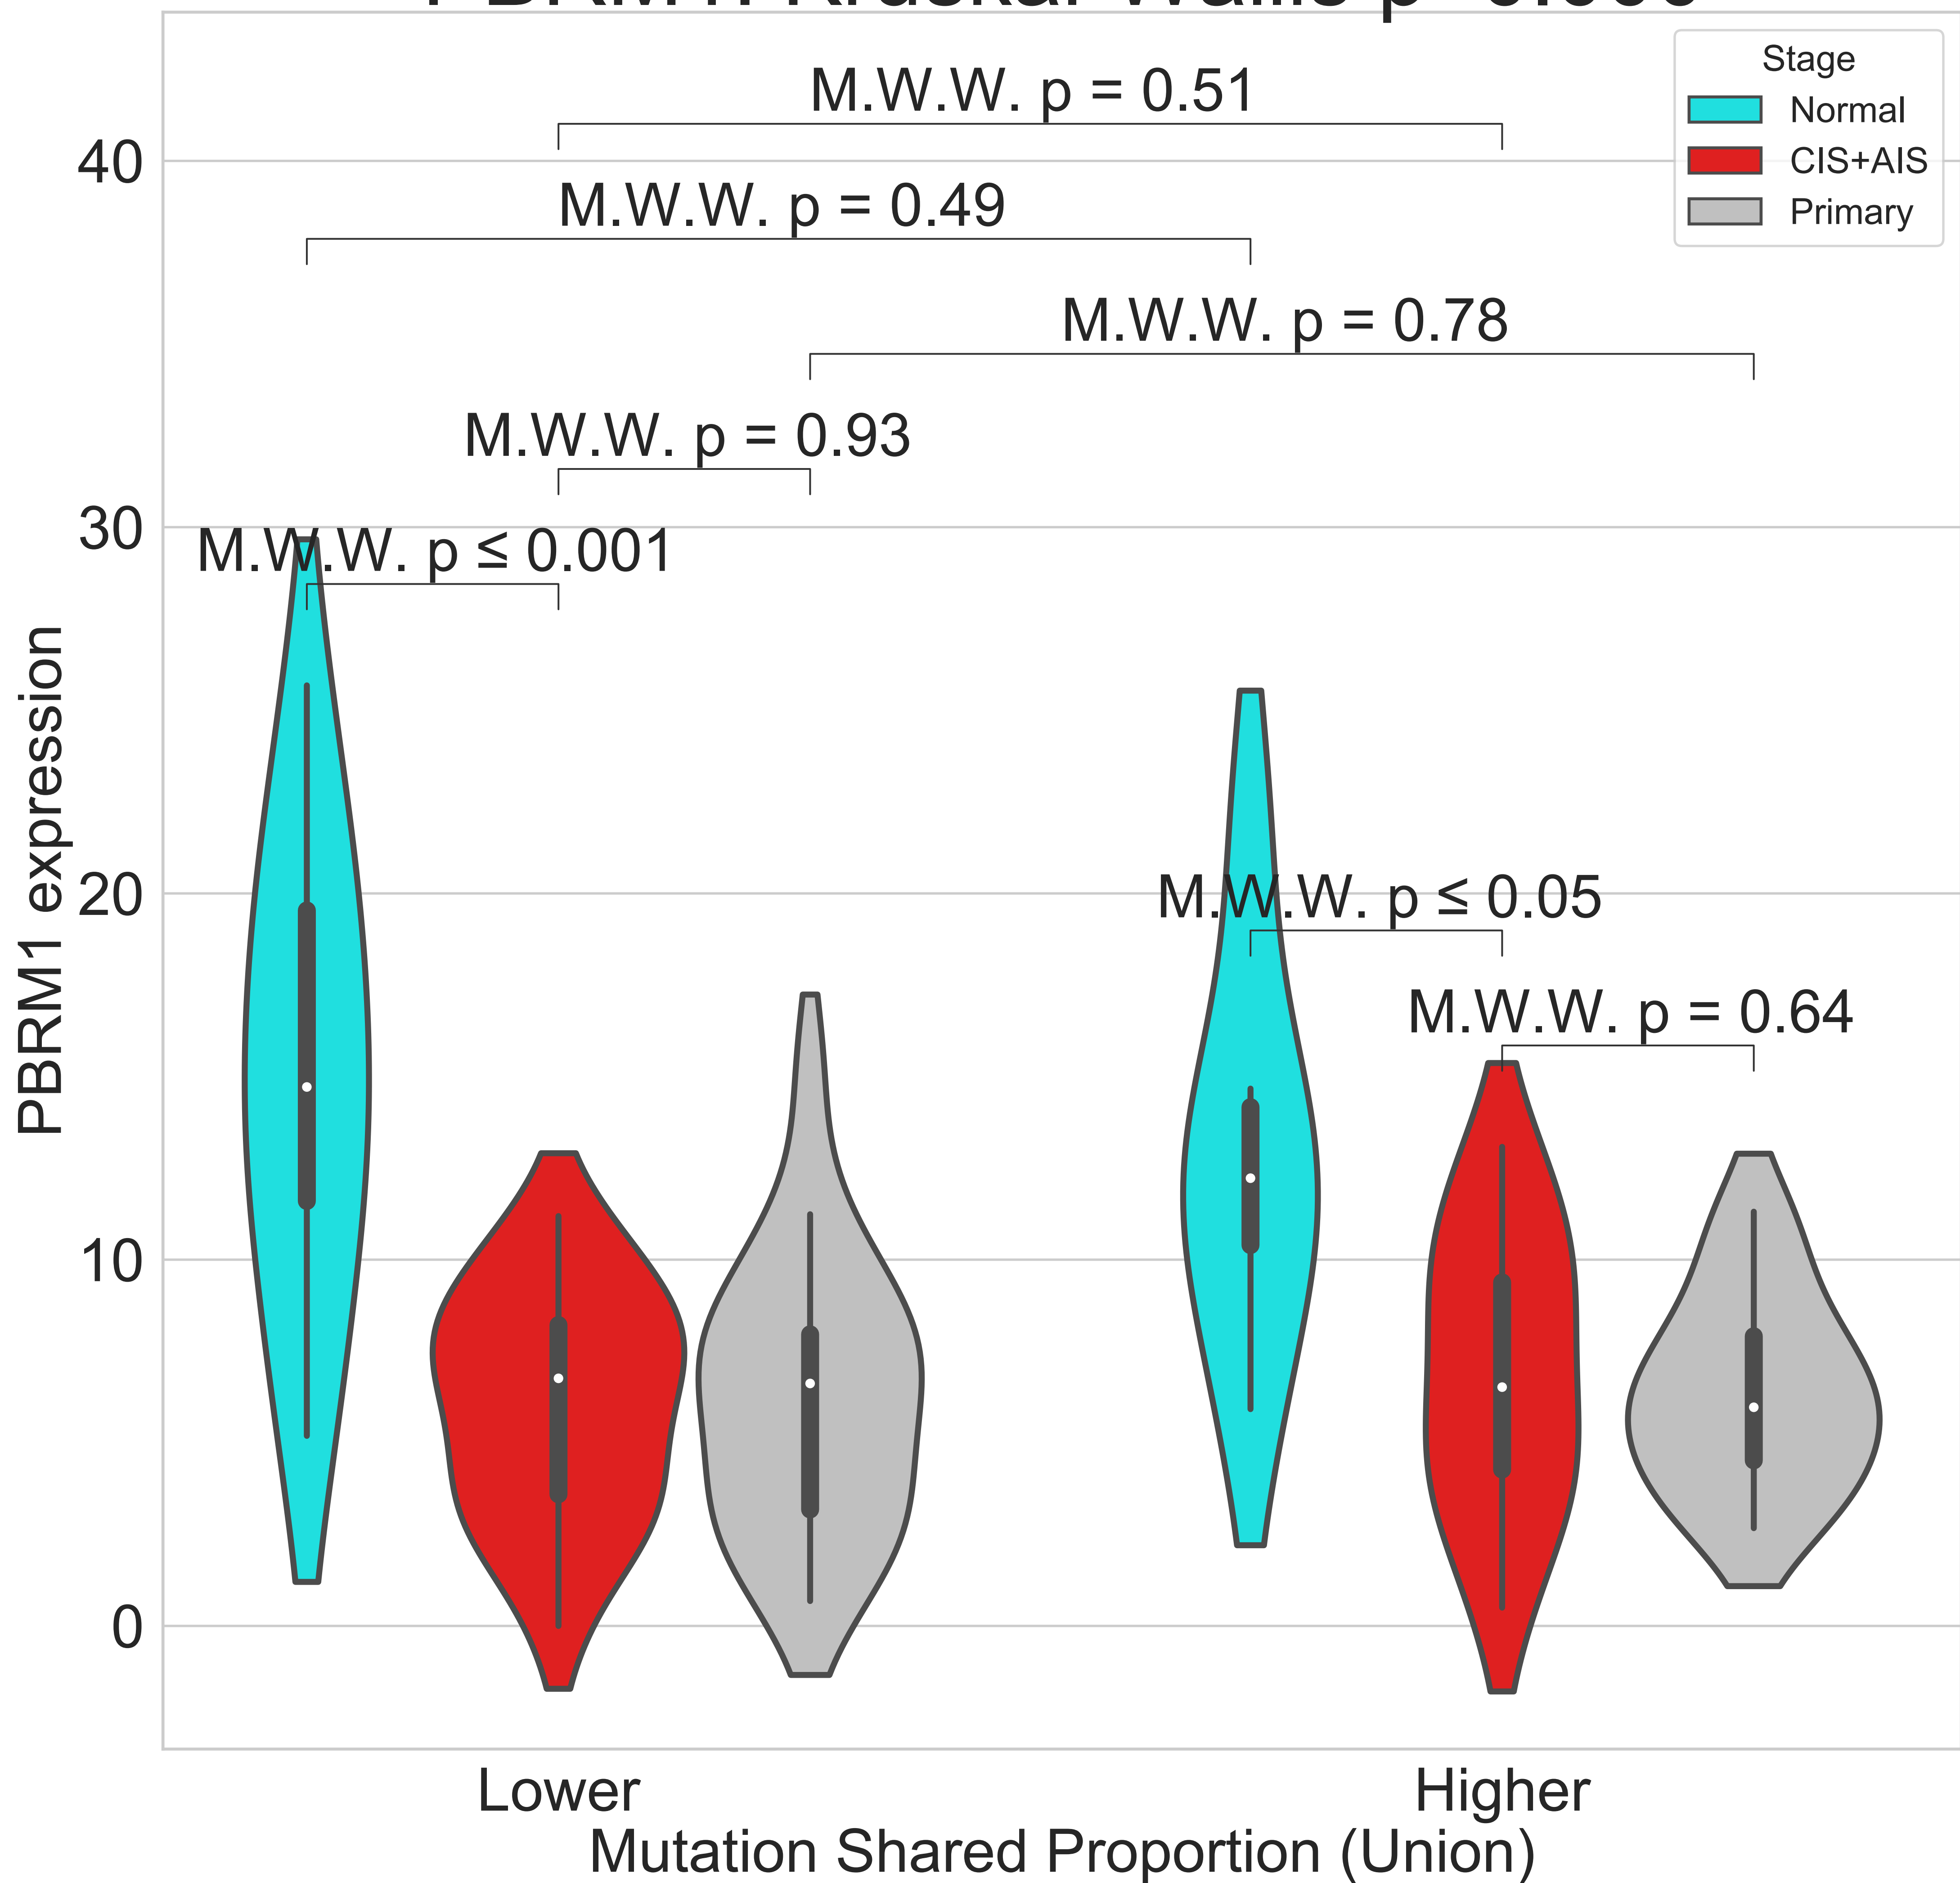 M.W.W. p = 0.51
Stage
Normal
CIS+AIS
Primary
40
M.W.W. p = 0.49
M.W.W. p = 0.78
M.W.W. p = 0.93
30
M.W.W. p ≤ 0.001
PBRM1 expression
20
M.W.W. p ≤ 0.05
M.W.W. p = 0.64
10
0
Lower
Higher
Mutation Shared Proportion (Union)